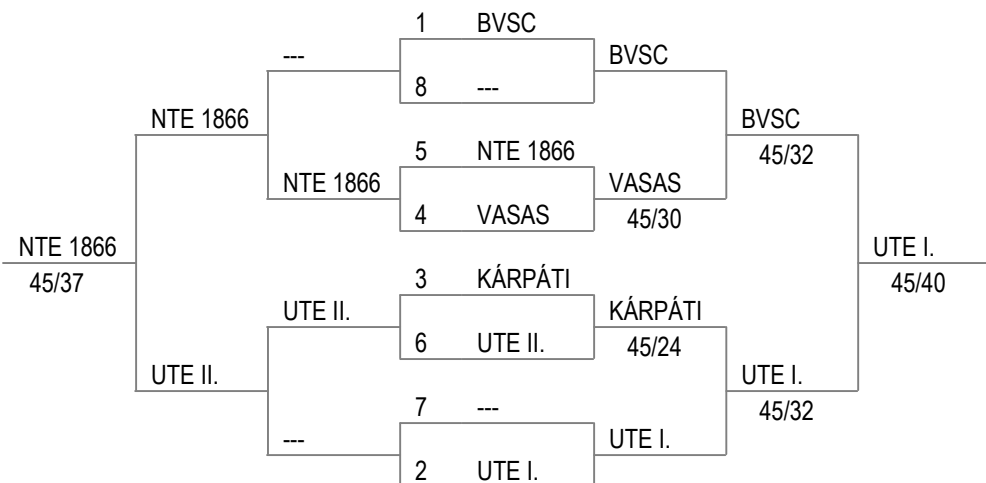 1 BVSC
--- BVSC
8 ---
NTE 1866 BVSC
5 NTE 1866 45/32
NTE 1866 VASAS
4 VASAS 45/30
NTE 1866 UTE I.
45/37 3 KÁRPÁTI 45/40
UTE II. KÁRPÁTI
6 UTE II. 45/24
UTE II. UTE I.
7 --- 45/32
--- UTE I.
2 UTE I.